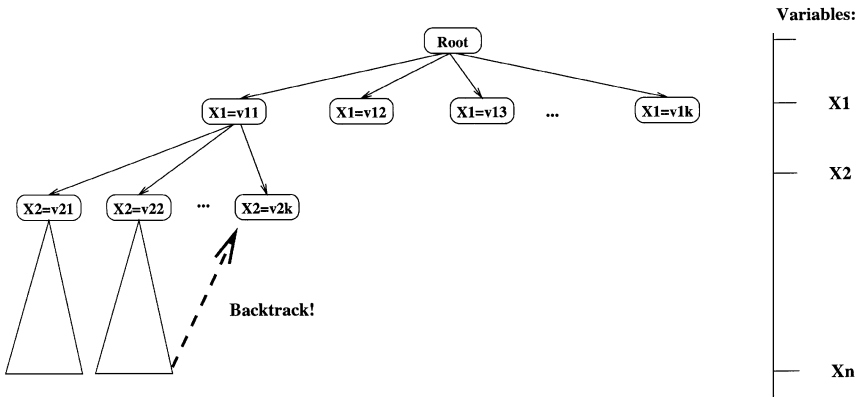 Variables:
Root
X1=v11
X1=v12
X1=v13
...
X1=v1k
X1
X2
X2=v21
X2=v22
...
X2=v2k
Backtrack!
Xn